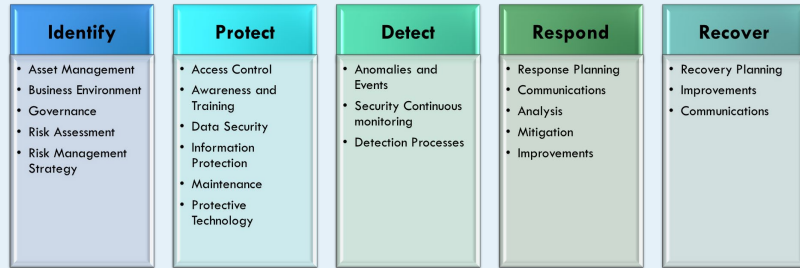 Identify
• Asset Management
• Business Environment
• Governance
• Risk Assessment
• Risk Management
Strategy
Protect
• Access Control
• Awareness and
Training
• Data Security
• Information
Protection
• Maintenance
• Protective
Technology
Detect
• Anomalies and
Events
• Security Continuous
monitoring
• Detection Processes
Respond
• Response Planning
• Communications
• Analysis
• Mitigation
• Improvements
Recover
• Recovery Planning
• Improvements
• Communications